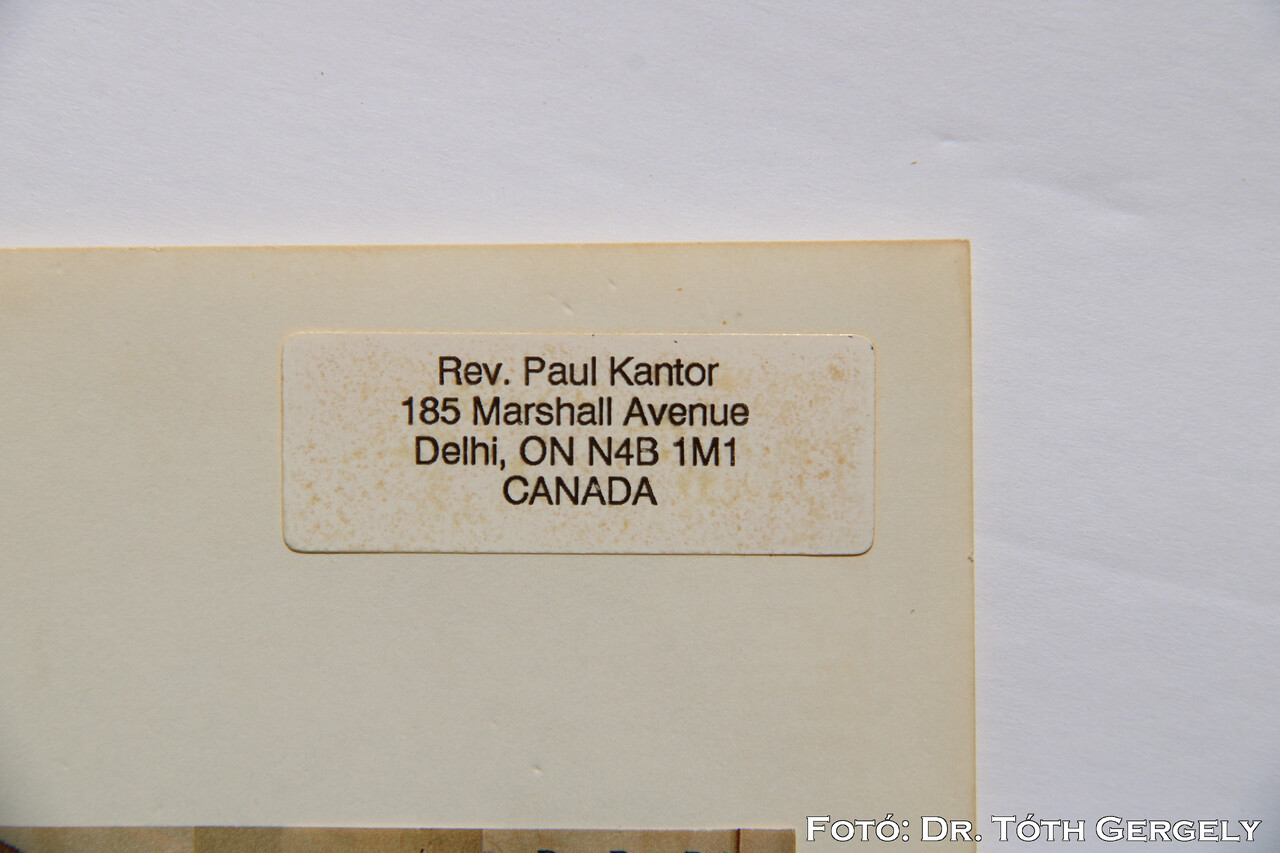 Rev. Paul Kantor
185 Marshall Avenue
Delhi, ON N4B 1M1
CANADA
Fotó: Dr. Tóth Gergely